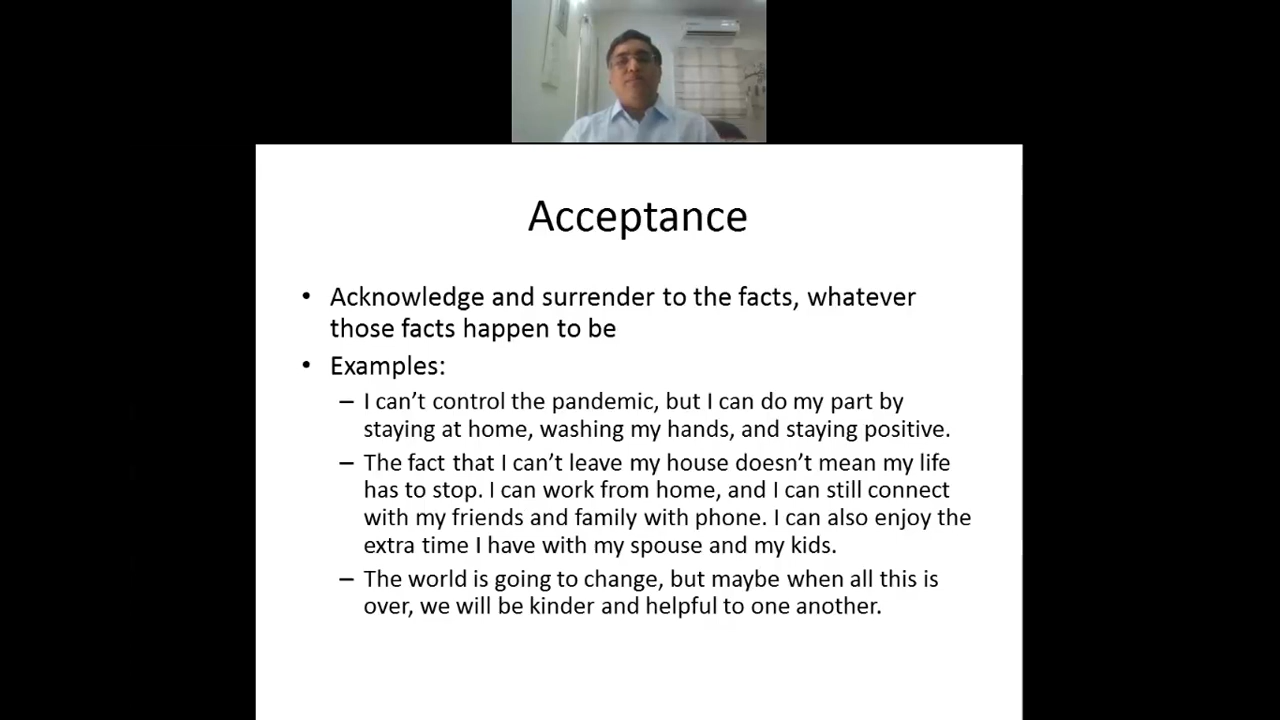 Acceptance
• Acknowledge and surrender to the facts, whatever
those facts happen to be
• Examples:
– I can’t control the pandemic, but I can do my part by
staying at home, washing my hands, and staying positive.
– The fact that I can’t leave my house doesn’t mean my life
has to stop. I can work from home, and I can still connect
with my friends and family with phone. I can also enjoy the
extra time I have with my spouse and my kids.
– The world is going to change, but maybe when all this is
over, we will be kinder and helpful to one another.